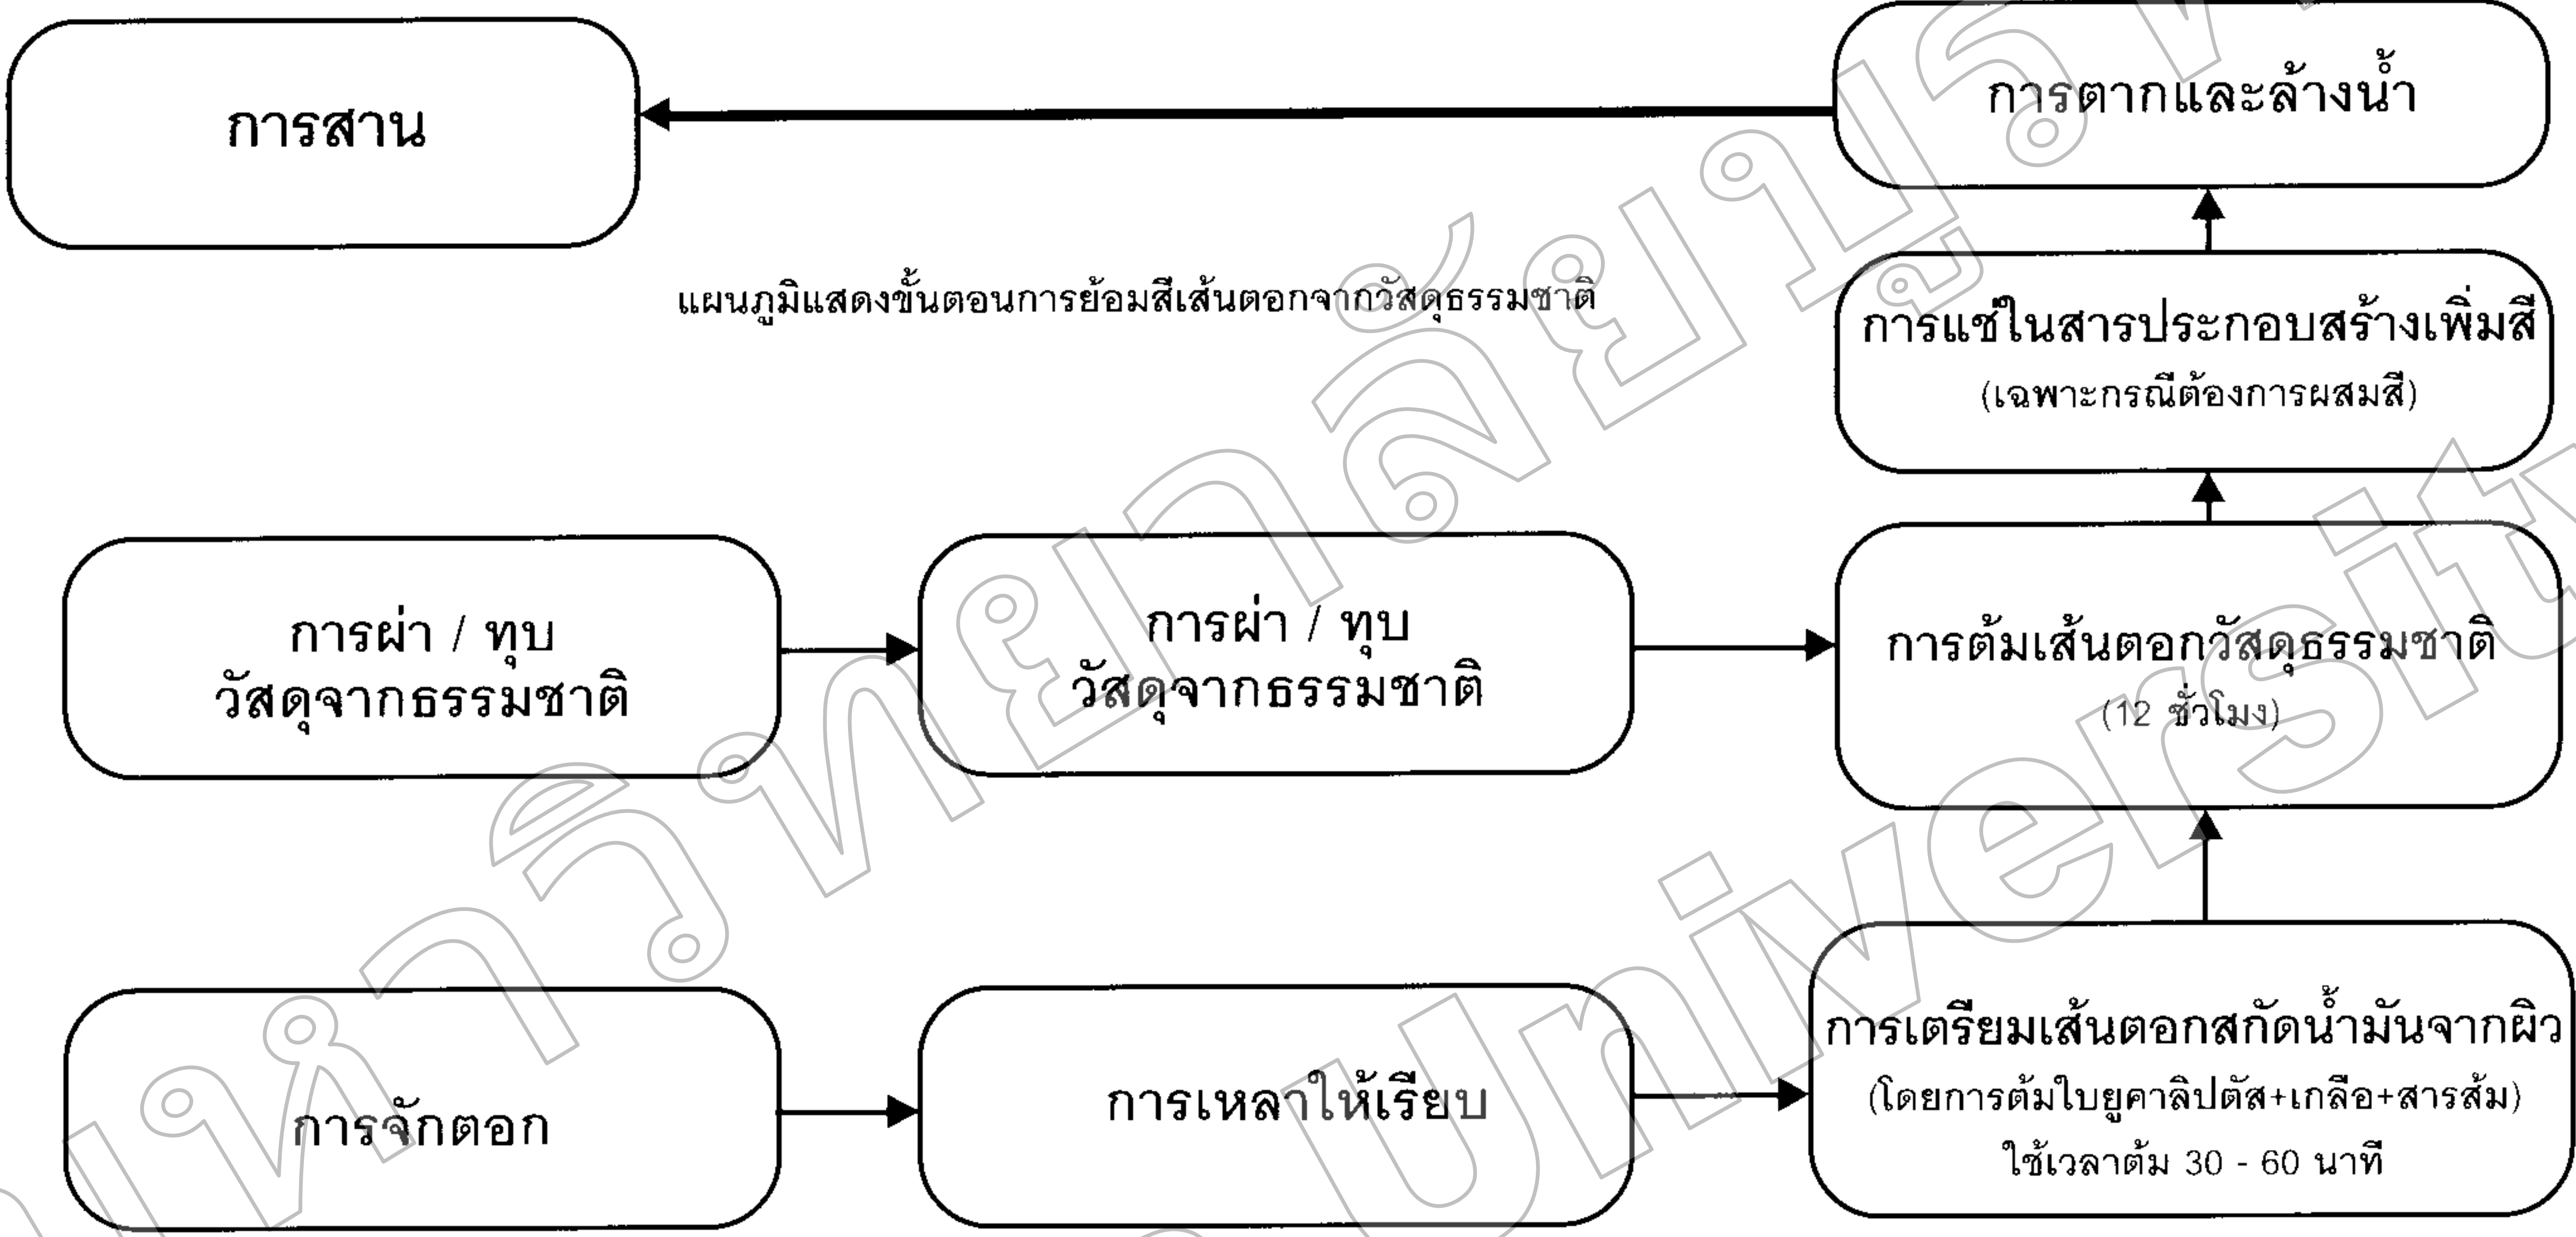 การสาน
การตากและล้างน้ำ
แผนภูมิแสดงขั้นตอนการย้อมสีเส้นตอกจากวัสดุธรรมชาติ
การแช่ในสารประกอบสร้างเพิ่มสี
(เฉพาะกรณีต้องการผสมสี)
การผ่า / ทุบ
วัสดุจากธรรมชาติ
การผ่า / ทุบ
วัสดุจากธรรมชาติ
การต้มเส้นตอกวัสดุธรรมชาติ
(12 ชั่วโมง)
การจักตอก
การเหลาให้เรียบ
การเตรียมเส้นตอกสกัดน้ำมันจากผิว
(โดยการต้มใบยูคาลิปตัส+เกลือ+สารส้ม)
ใช้เวลาต้ม 30 - 60 นาที
University